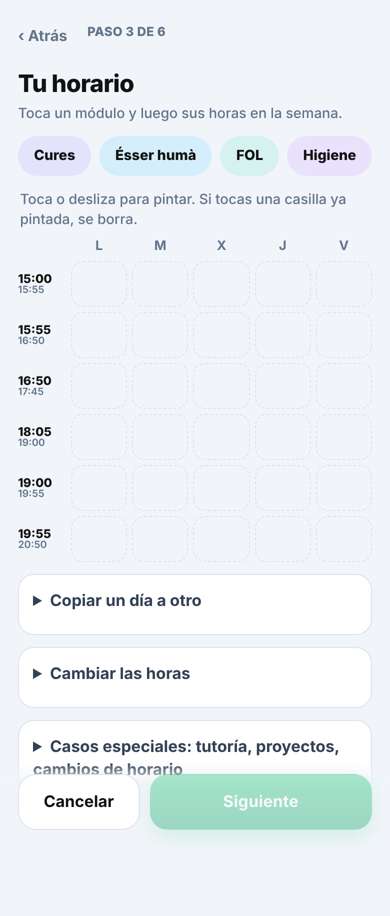 ‹ Atrás PASO 3 DE 6
Tu horario
Toca un módulo y luego sus horas en la semana.
Cures Ésser humà FOL Higiene
Toca o desliza para pintar. Si tocas una casilla ya
pintada, se borra.
L M X J V
15:00
15:55
15:55
16:50
16:50
17:45
18:05
19:00
19:00
19:55
19:55
20:50
Copiar un día a otro
Cambiar las horas
Casos especiales: tutoría, proyectos,
cambios de horario
Cancelar Siguiente